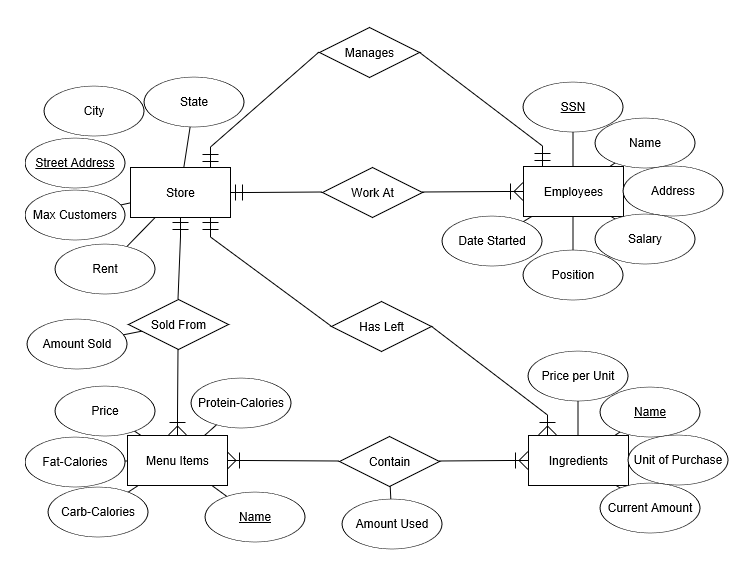 Manages
State
City
SSN
Name
Street Address
Store
Work At
Employees
Address
Max Customers
Date Started
Salary
Rent
Position
Sold From
Has Left
Amount Sold
Price per Unit
Price
Protein-Calories
Name
Fat-Calories
Menu Items
Contain
Ingredients
Unit of Purchase
Carb-Calories
Name
Amount Used
Current Amount